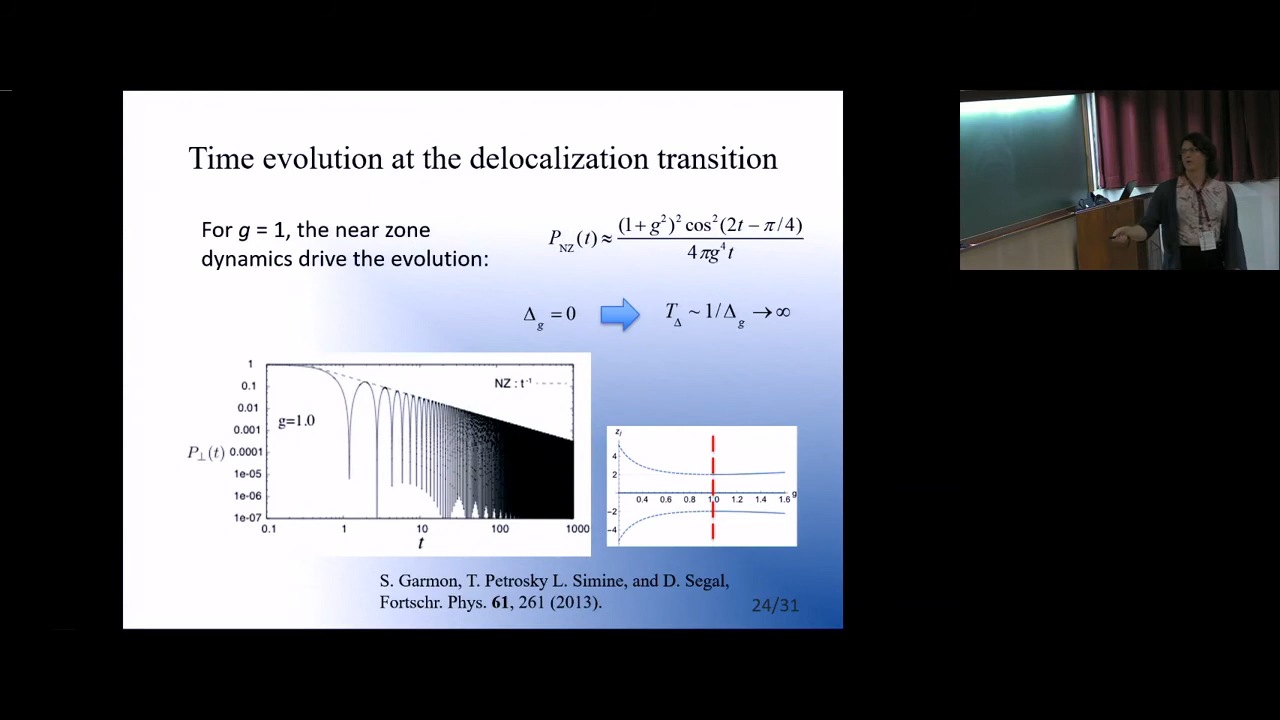 Time evolution at the delocalization transition
For g = 1, the near zone
dynamics drive the evolution:
P_NZ(t) ≈ (1+g²)² cos²(2t − π/4) / 4πg⁴t
Δ_g = 0
T_Δ ~ 1/Δ_g → ∞
1
0.1
0.01
0.001
0.0001
1e-05
1e-06
1e-07
P⊥(t)
g=1.0
NZ : t⁻¹
0.1 1 10 100 1000
t
z_j
4
2
−2
−4
0.4 0.6 0.8 1.0 1.2 1.4 1.6 g
S. Garmon, T. Petrosky L. Simine, and D. Segal,
Fortschr. Phys. 61, 261 (2013).
24/31